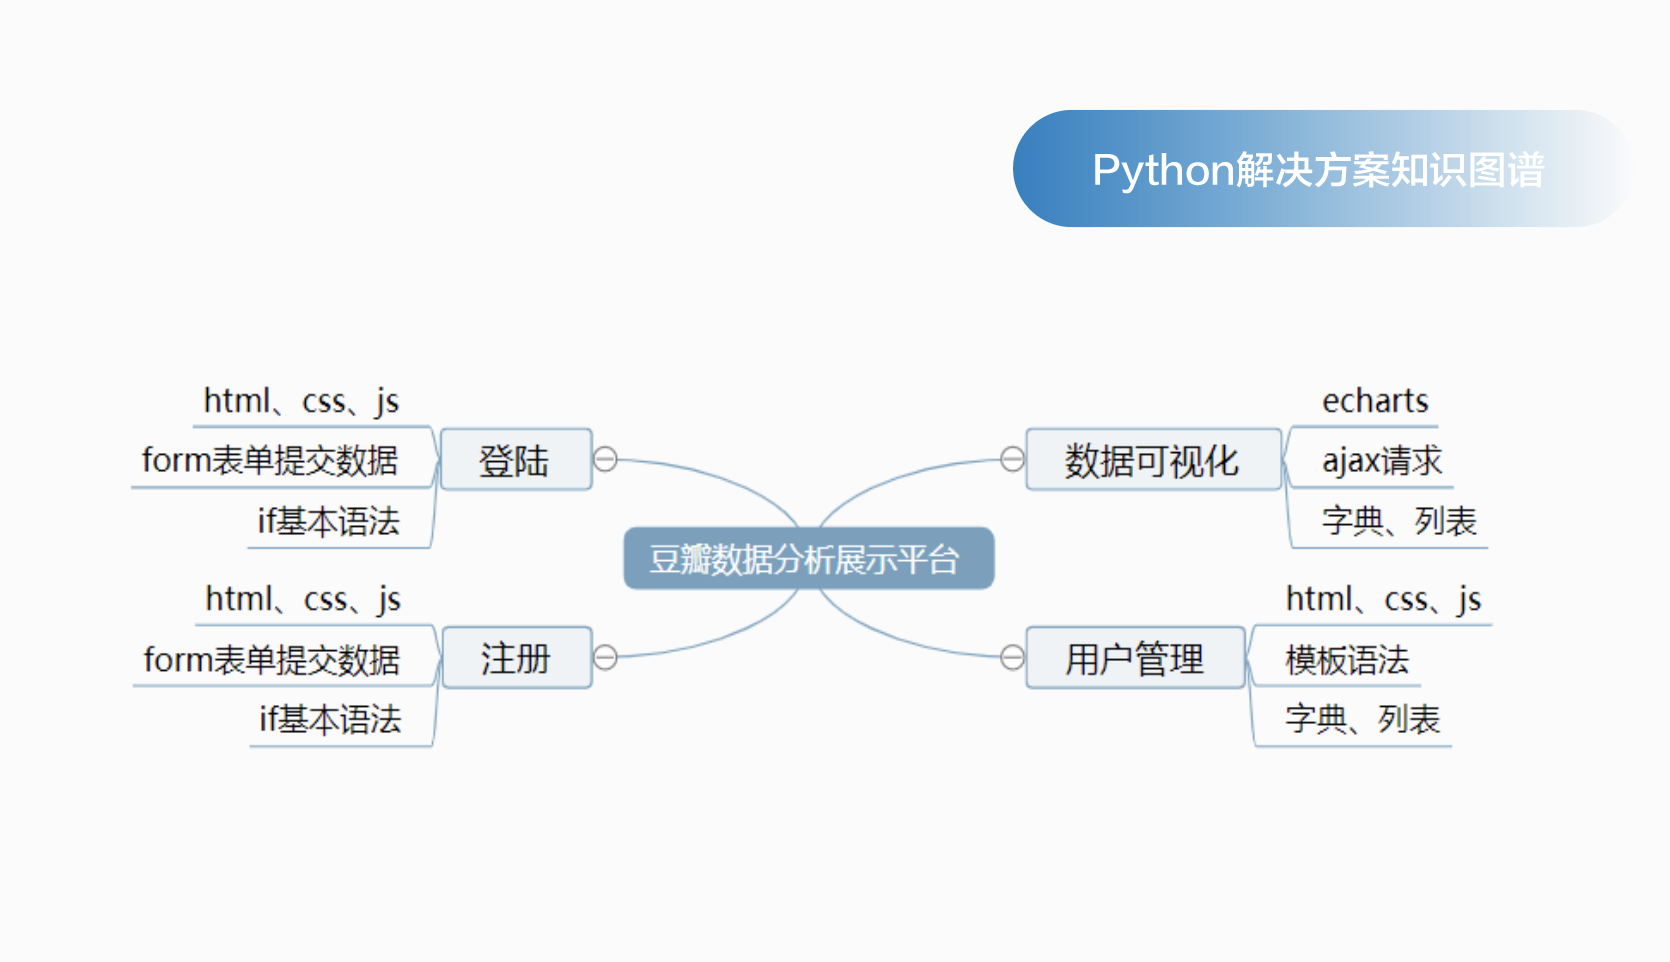 Python解决方案知识图谱
html、css、js
form表单提交数据
if基本语法
登陆
html、css、js
form表单提交数据
if基本语法
注册
豆瓣数据分析展示平台
数据可视化
echarts
ajax请求
字典、列表
用户管理
html、css、js
模板语法
字典、列表